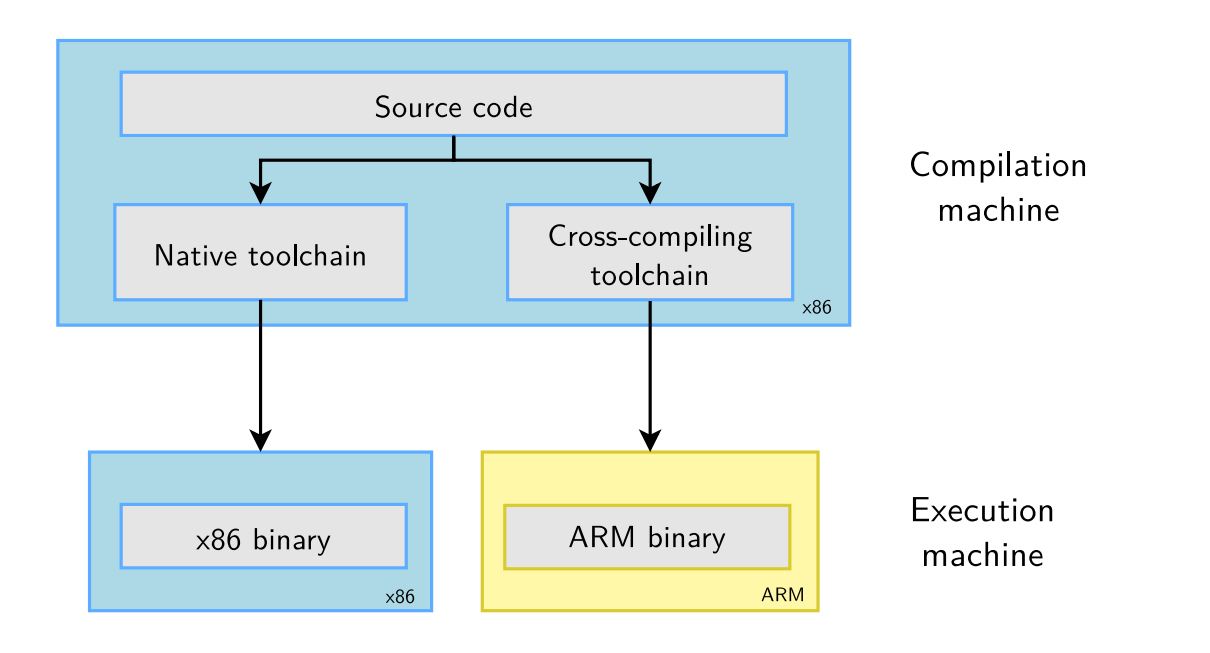 Source code
Compilation
machine
Native toolchain
Cross-compiling
toolchain
x86
x86 binary
x86
ARM binary
ARM
Execution
machine